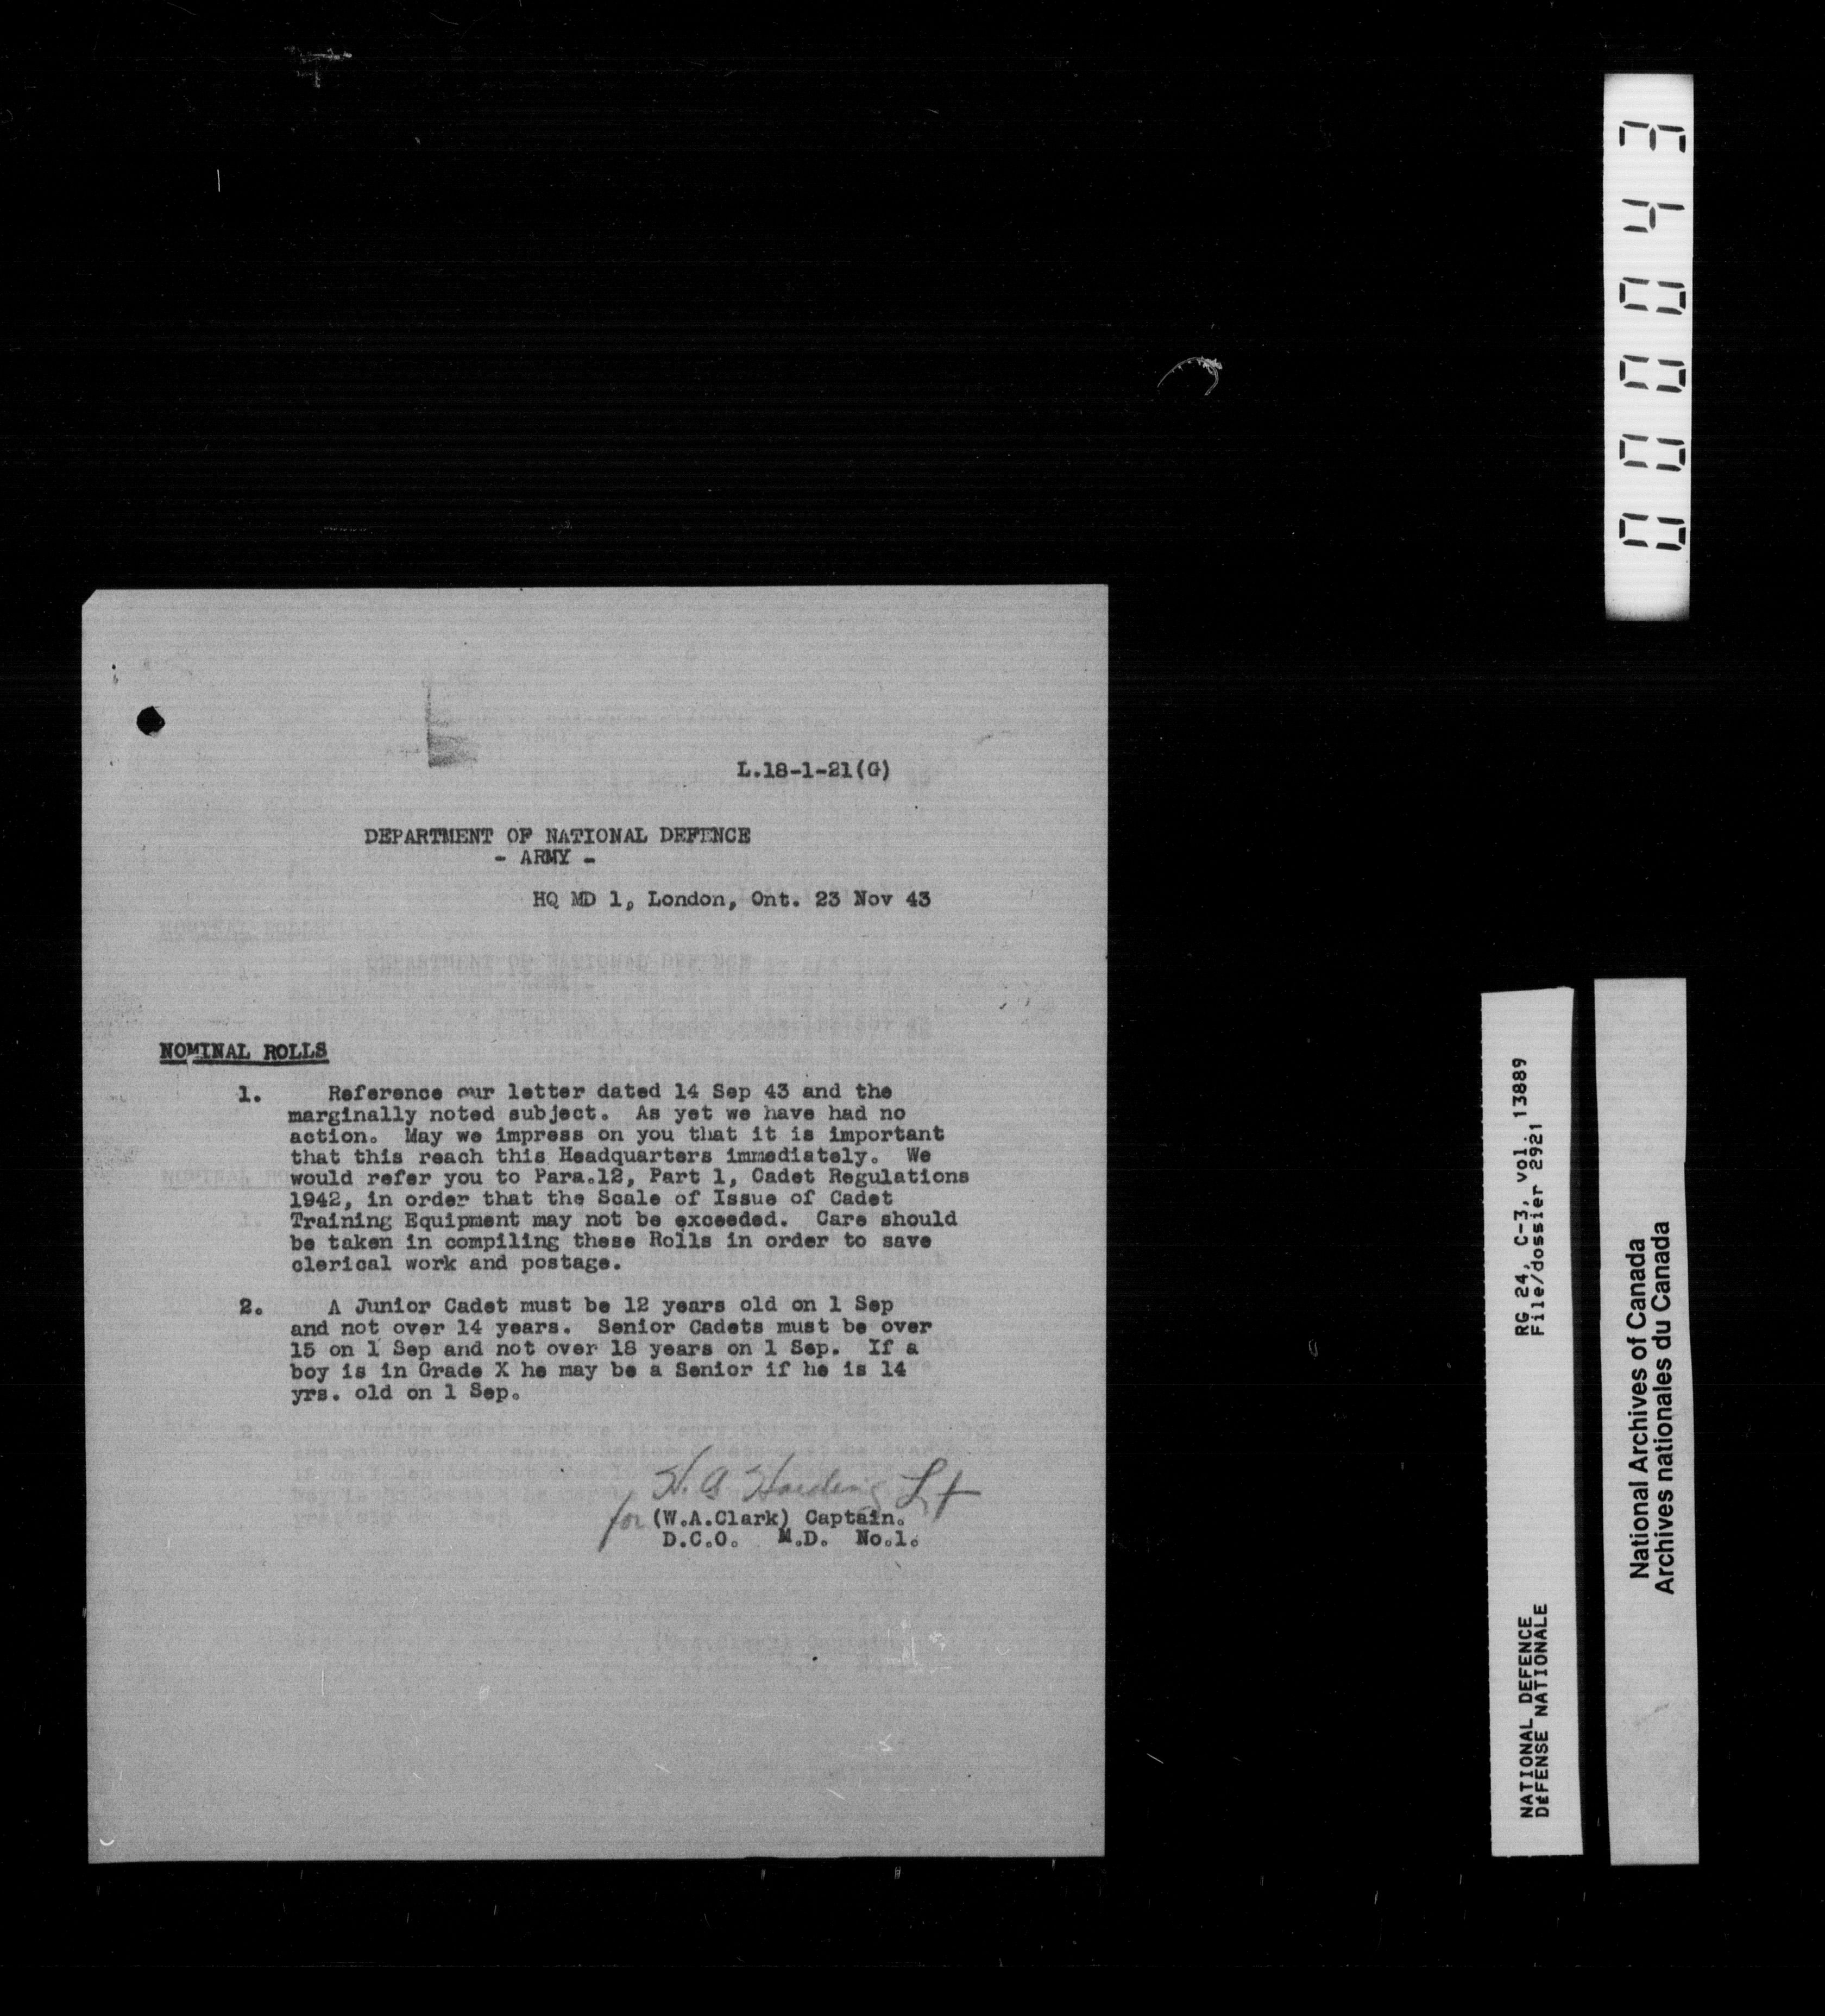 L.18-1-21(G)
DEPARTMENT OF NATIONAL DEFENCE
- ARMY -
HQ MD 1, London, Ont. 23 Nov 43
NOMINAL ROLLS
1. Reference our letter dated 14 Sep 43 and the
marginally noted subject. As yet we have had no
action. May we impress on you that it is important
that this reach this Headquarters immediately. We
would refer you to Para.12, Part 1, Cadet Regulations
1942, in order that the Scale of Issue of Cadet
Training Equipment may not be exceeded. Care should
be taken in compiling these Rolls in order to save
clerical work and postage.
2. A Junior Cadet must be 12 years old on 1 Sep
and not over 14 years. Senior Cadets must be over
15 on 1 Sep and not over 18 years on 1 Sep. If a
boy is in Grade X he may be a Senior if he is 14
yrs. old on 1 Sep.
H. A Harding Lt
for (W.A.Clark) Captain.
D.C.O. M.D. No.1.
000043
RG 24, C-3, vol. 13889
File/dossier 2921
NATIONAL DEFENCE
DÉFENSE NATIONALE
National Archives of Canada
Archives nationales du Canada